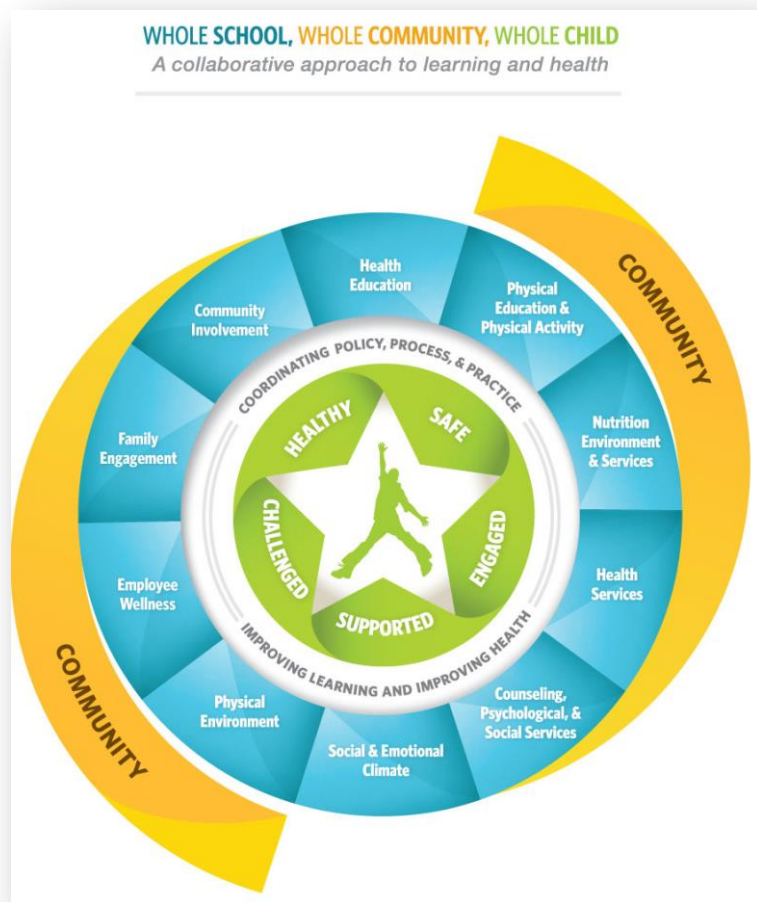 WHOLE SCHOOL, WHOLE COMMUNITY, WHOLE CHILD
A collaborative approach to learning and health
COMMUNITY
Health
Education
Physical
Education &
Physical Activity
Nutrition
Environment
& Services
Health
Services
Counseling,
Psychological, &
Social Services
Social & Emotional
Climate
Physical
Environment
Employee
Wellness
Family
Engagement
Community
Involvement
COORDINATING POLICY, PROCESS, & PRACTICE
IMPROVING LEARNING AND IMPROVING HEALTH
HEALTHY
SAFE
ENGAGED
SUPPORTED
CHALLENGED
COMMUNITY